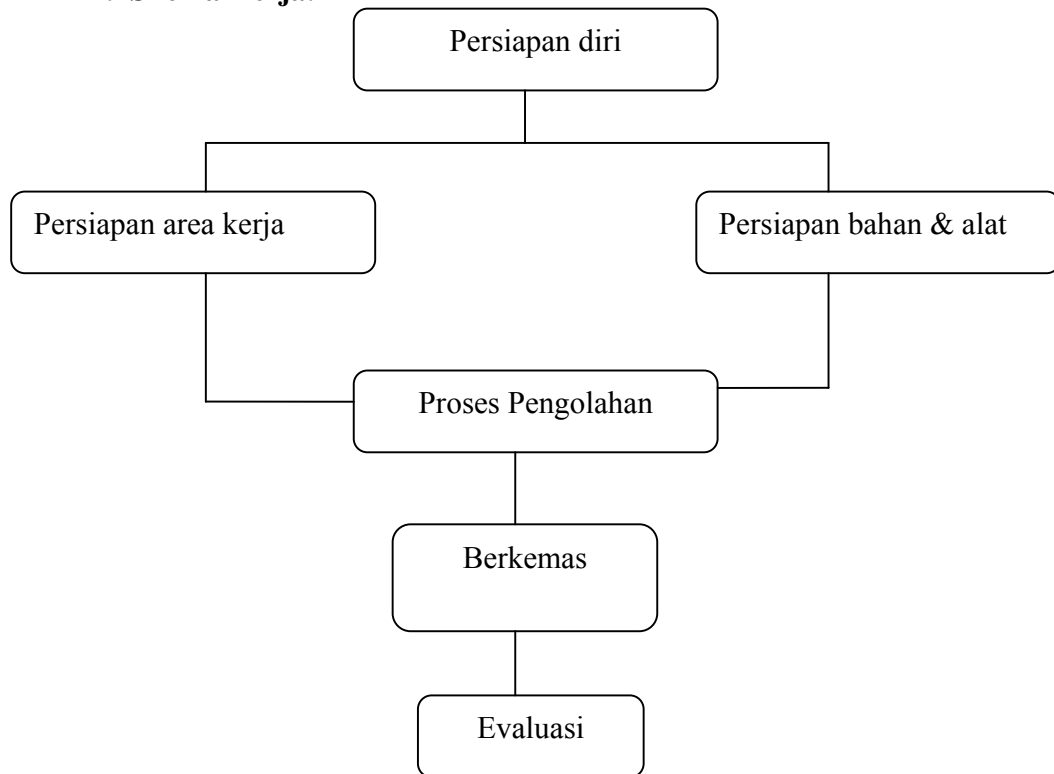 Persiapan diri
Persiapan area kerja
Persiapan bahan & alat
Proses Pengolahan
Berkemas
Evaluasi